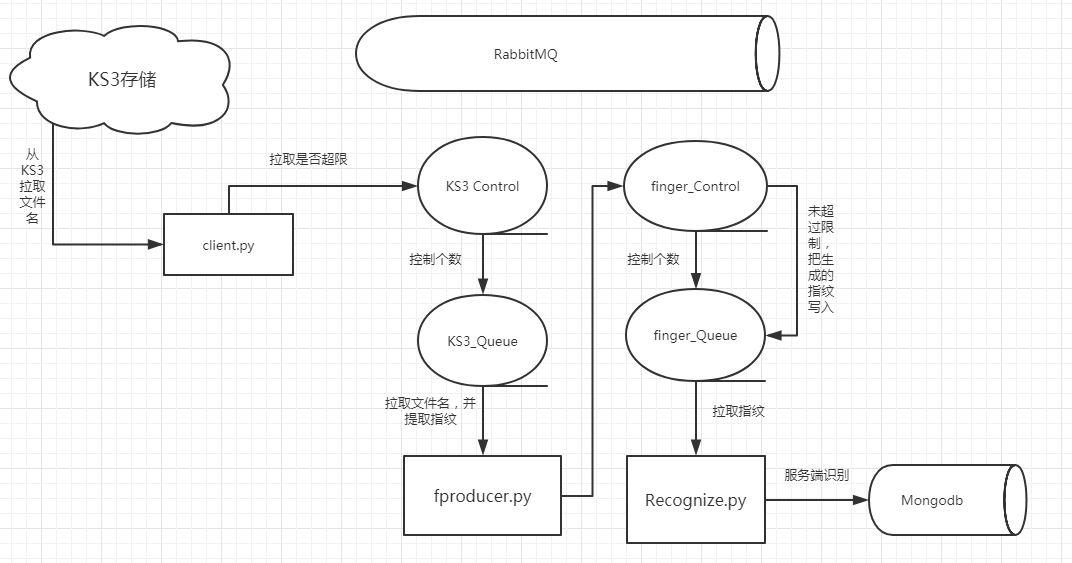 RabbitMQ
KS3存储
从
KS3
拉取
文件
名
拉取是否超限
KS3 Control
finger_Control
client.py
未超
过限
制，
把生
成的
指纹
写入
控制个数
控制个数
KS3_Queue
finger_Queue
拉取文件名，并
提取指纹
拉取指纹
fproducer.py
Recognize.py
服务端识别
Mongodb